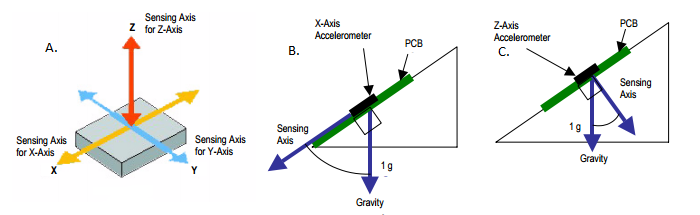 A.
Sensing Axis
for Z-Axis
Z
Sensing Axis
for X-Axis
X
Sensing Axis
for Y-Axis
Y
B.
X-Axis
Accelerometer
PCB
Sensing
Axis
1 g
Gravity
C.
Z-Axis
Accelerometer
PCB
Sensing
Axis
1 g
Gravity